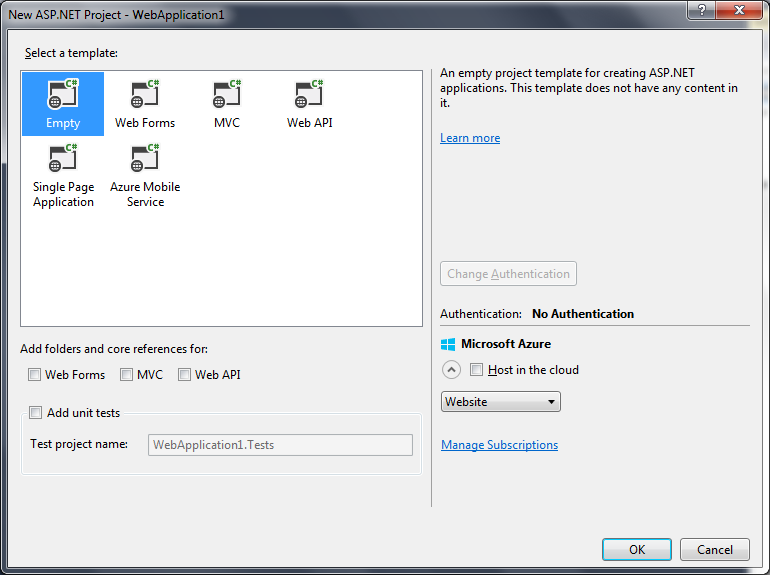 New ASP.NET Project - WebApplication1
?
Select a template:
C# C# C# C#
Empty Web Forms MVC Web API
C# C#
Single Page Azure Mobile
Application Service
An empty project template for creating ASP.NET
applications. This template does not have any content in
it.
Learn more
Change Authentication
Authentication: No Authentication
Add folders and core references for:
Web Forms MVC Web API
Add unit tests
Test project name: WebApplication1.Tests
Microsoft Azure
Host in the cloud
Website
Manage Subscriptions
OK Cancel